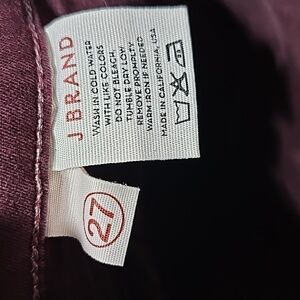 J BRAND
WASH IN COLD WATER
WITH LIKE COLORS
DO NOT BLEACH,
TUMBLE DRY LOW
REMOVE PROMPTLY
WARM IRON IF NEEDED
MADE IN CALIFORNIA, USA
27